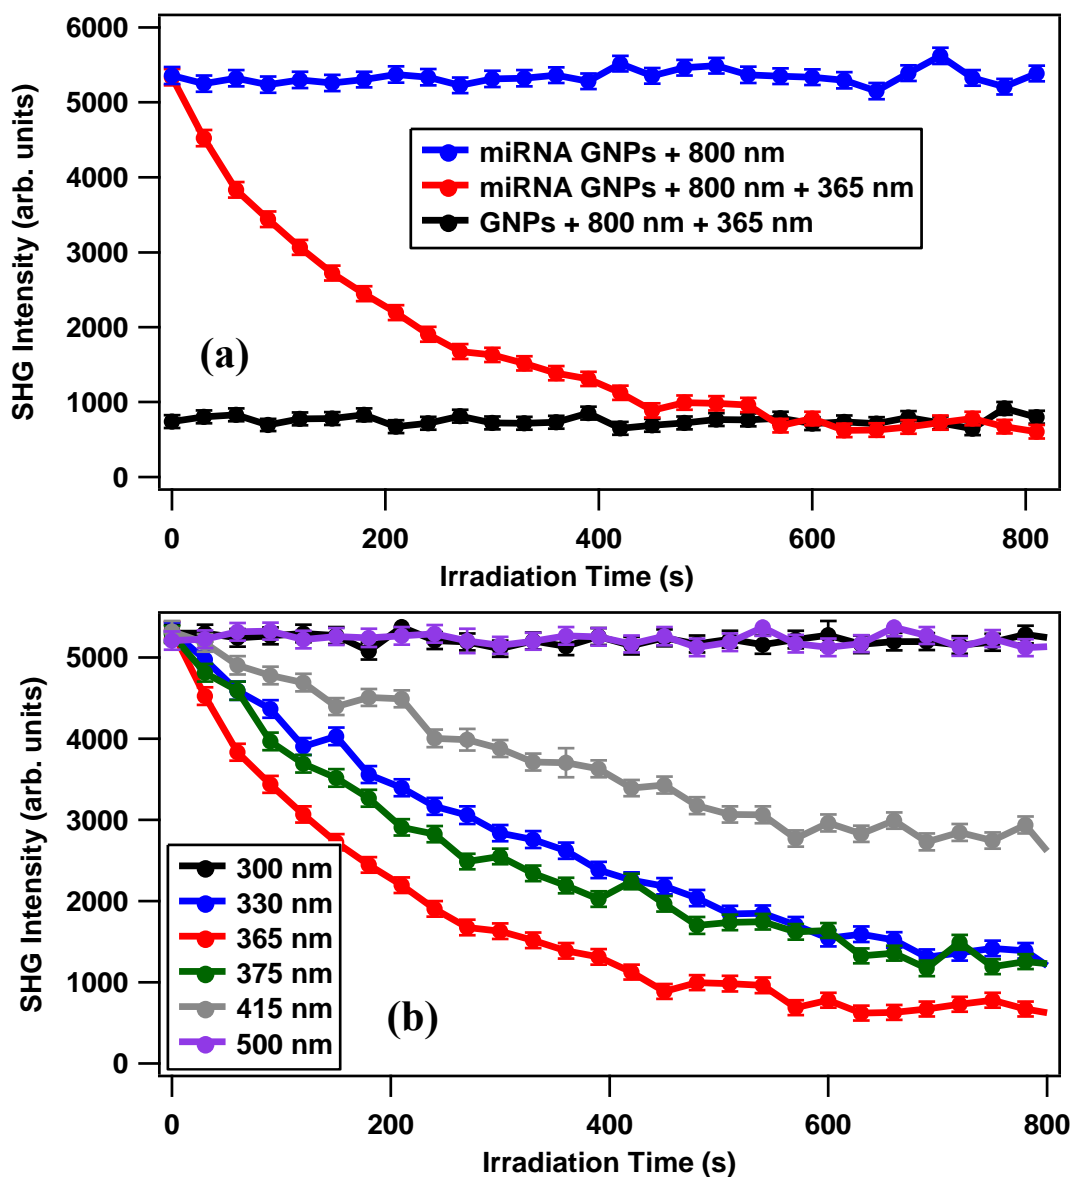 6000
5000
4000
3000
2000
1000
0
SHG Intensity (arb. units)
miRNA GNPs + 800 nm
miRNA GNPs + 800 nm + 365 nm
GNPs + 800 nm + 365 nm
(a)
0 200 400 600 800
Irradiation Time (s)
5000
4000
3000
2000
1000
0
SHG Intensity (arb. units)
300 nm
330 nm
365 nm
375 nm
415 nm
500 nm
(b)
0 200 400 600 800
Irradiation Time (s)